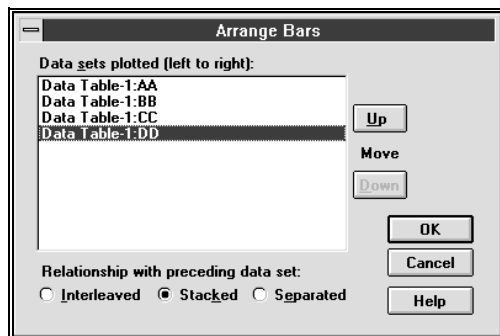 Arrange Bars
Data sets plotted (left to right):
Data Table-1:AA
Data Table-1:BB
Data Table-1:CC
Data Table-1:DD
Up
Move
Down
OK
Cancel
Help
Relationship with preceding data set:
Interleaved Stacked Separated